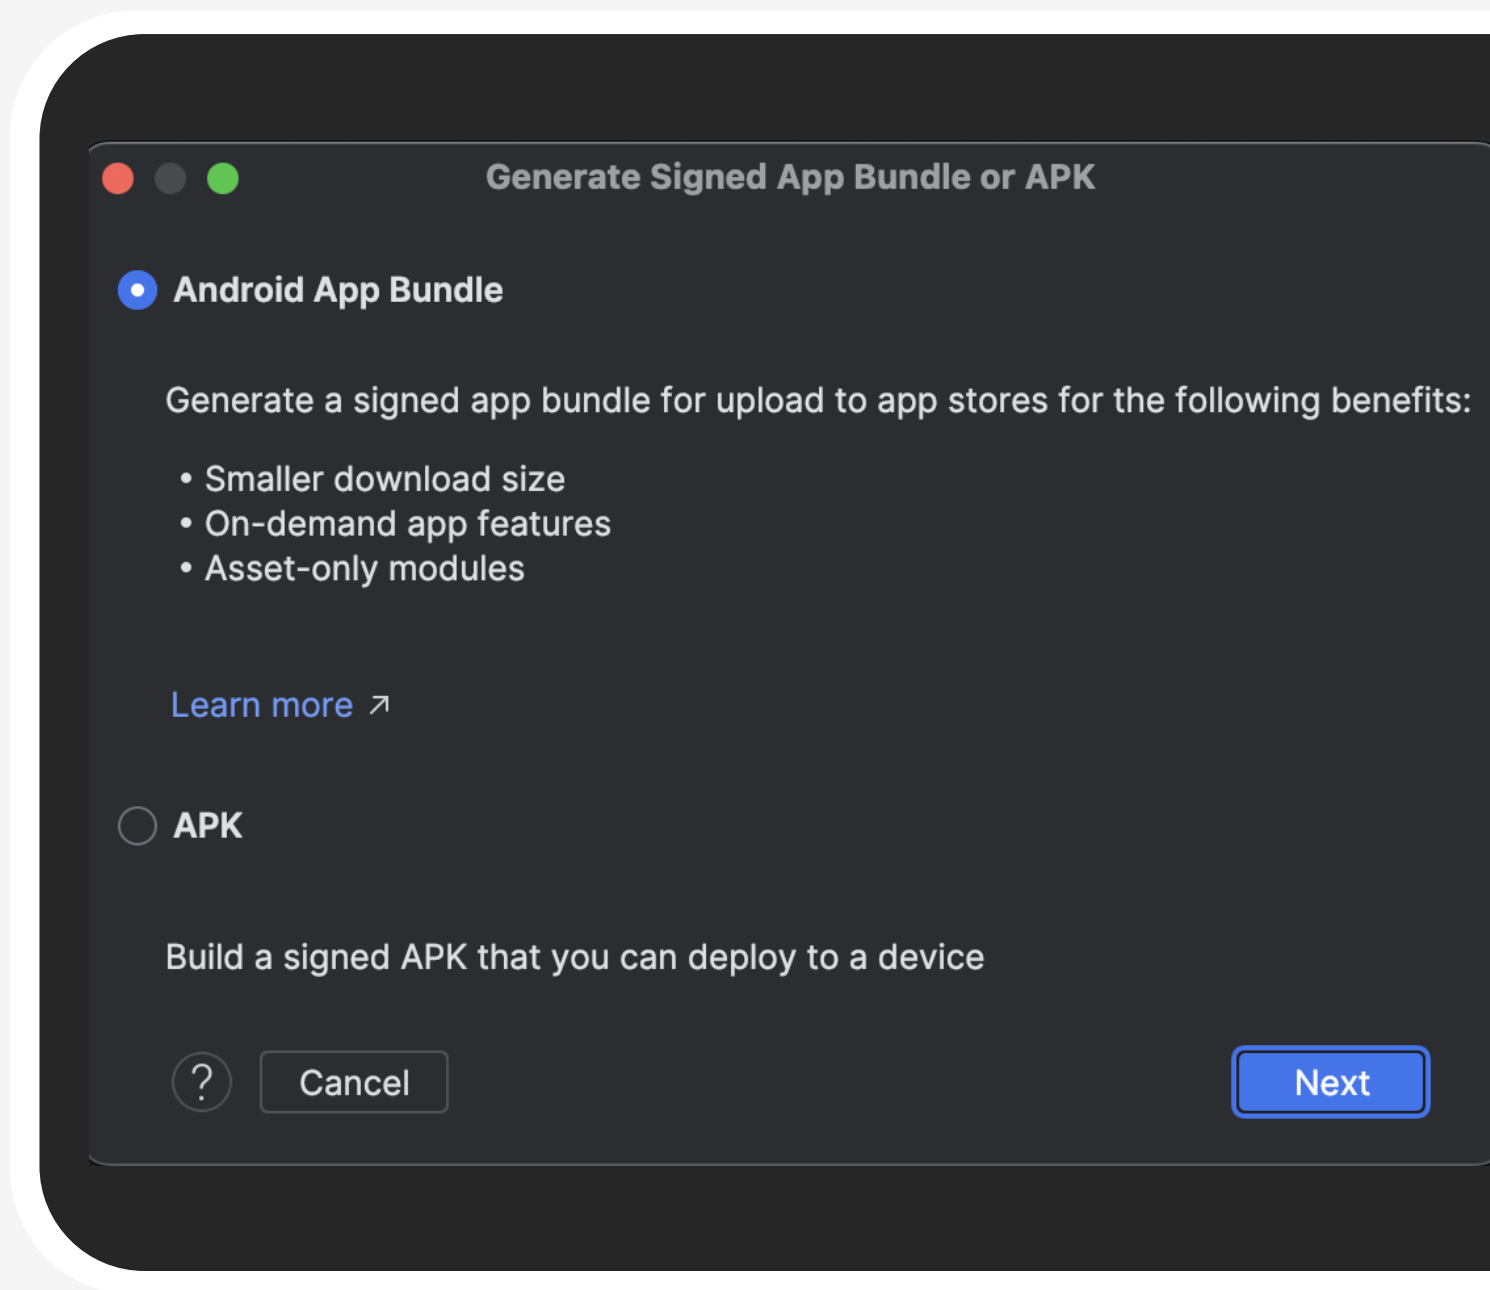 Generate Signed App Bundle or APK
Android App Bundle
Generate a signed app bundle for upload to app stores for the following benefits:
• Smaller download size
• On-demand app features
• Asset-only modules
Learn more ↗
APK
Build a signed APK that you can deploy to a device
? Cancel Next